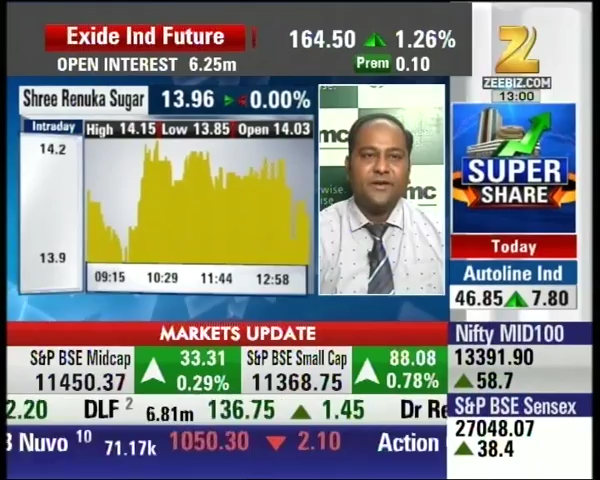 Exide Ind Future
164.50 1.26%
OPEN INTEREST 6.25m
Prem 0.10
ZEEBIZ.COM
13:00
Shree Renuka Sugar 13.96 0.00%
Intraday High 14.15 Low 13.85 Open 14.03
14.2
13.9
09:15 10:29 11:44 12:58
mc
wise.
mc
SUPER
SHARE
Today
Autoline Ind
46.85 7.80
MARKETS UPDATE
S&P BSE Midcap 33.31
11450.37 0.29%
S&P BSE Small Cap 88.08
11368.75 0.78%
Nifty MID100
13391.90
58.7
S&P BSE Sensex
27048.07
38.4
2.20 DLF 2 6.81m 136.75 1.45 Dr Re
B Nuvo 10 71.17k 1050.30 2.10 Action